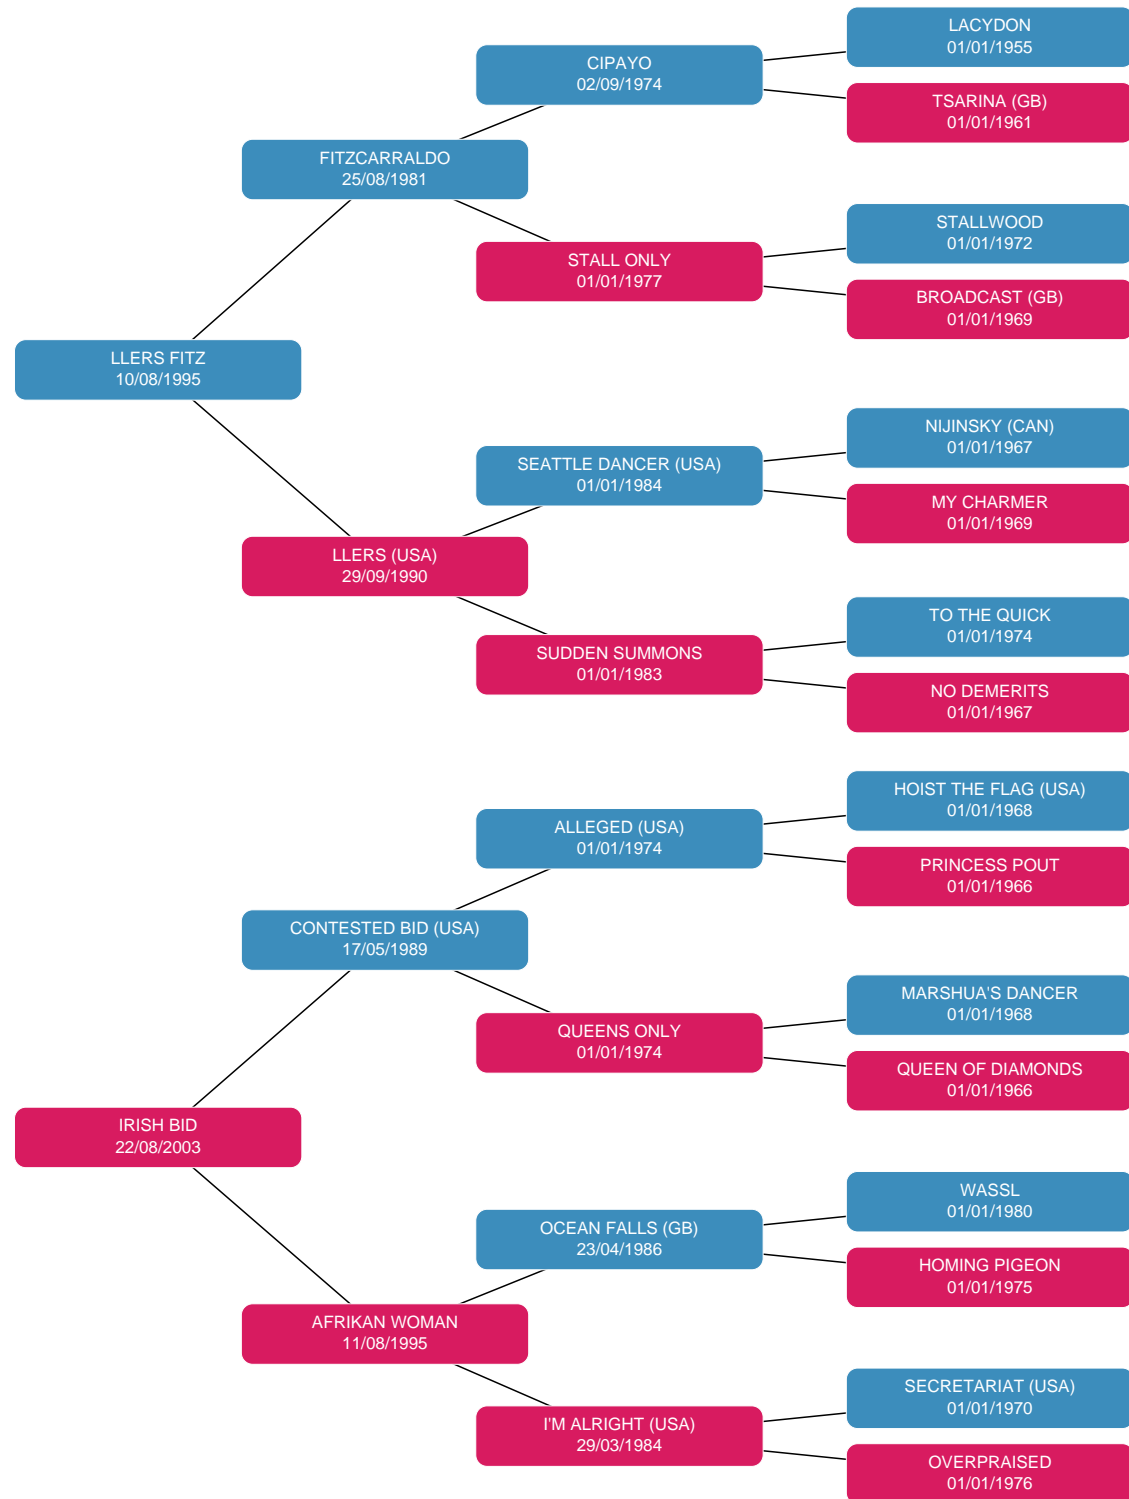 LACYDON
01/01/1955
CIPAYO
02/09/1974
TSARINA (GB)
01/01/1961
FITZCARRALDO
25/08/1981
STALLWOOD
01/01/1972
STALL ONLY
01/01/1977
BROADCAST (GB)
01/01/1969
LLERS FITZ
10/08/1995
NIJINSKY (CAN)
01/01/1967
SEATTLE DANCER (USA)
01/01/1984
MY CHARMER
01/01/1969
LLERS (USA)
29/09/1990
TO THE QUICK
01/01/1974
SUDDEN SUMMONS
01/01/1983
NO DEMERITS
01/01/1967
HOIST THE FLAG (USA)
01/01/1968
ALLEGED (USA)
01/01/1974
PRINCESS POUT
01/01/1966
CONTESTED BID (USA)
17/05/1989
MARSHUA'S DANCER
01/01/1968
QUEENS ONLY
01/01/1974
QUEEN OF DIAMONDS
01/01/1966
IRISH BID
22/08/2003
WASSL
01/01/1980
OCEAN FALLS (GB)
23/04/1986
HOMING PIGEON
01/01/1975
AFRIKAN WOMAN
11/08/1995
SECRETARIAT (USA)
01/01/1970
I'M ALRIGHT (USA)
29/03/1984
OVERPRAISED
01/01/1976